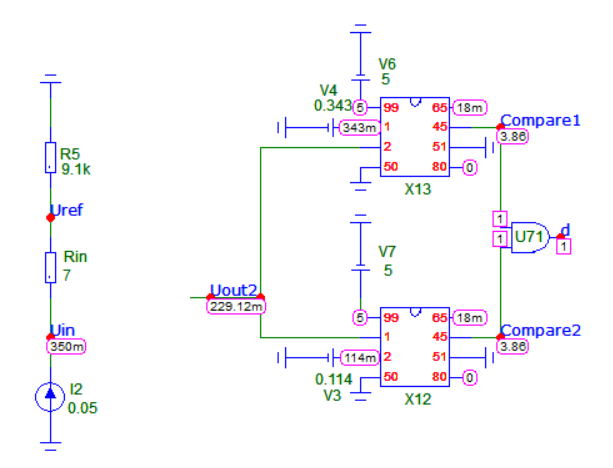 R5
9.1k
Uref
Rin
7
Uin
350m
I2
0.05
V6
5
V4
0.343
5
99
65
18m
343m
1
45
Compare1
3.86
2
51
50
80
0
X13
1
1
U71
d
1
V7
5
Uout2
229.12m
5
99
65
18m
1
45
Compare2
3.86
114m
2
51
0.114
50
80
0
V3
X12